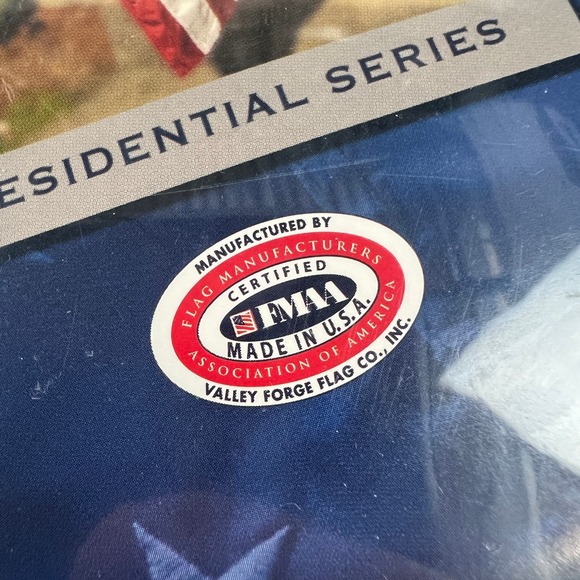 ESIDENTIAL SERIES
MANUFACTURED BY
FLAG MANUFACTURERS
CERTIFIED
FMAA
MADE IN U.S.A.
ASSOCIATION OF AMERICA
VALLEY FORGE FLAG CO., INC.